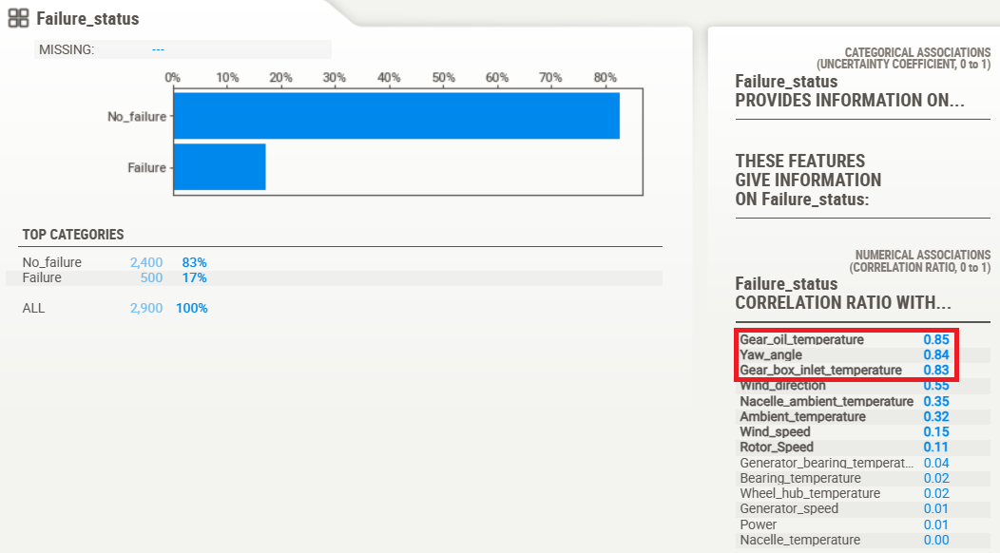 Failure_status
MISSING: ---
0% 10% 20% 30% 40% 50% 60% 70% 80%
No_failure
Failure
TOP CATEGORIES
No_failure 2,400 83%
Failure 500 17%
ALL 2,900 100%
CATEGORICAL ASSOCIATIONS
(UNCERTAINTY COEFFICIENT, 0 to 1)
Failure_status
PROVIDES INFORMATION ON...
THESE FEATURES
GIVE INFORMATION
ON Failure_status:
NUMERICAL ASSOCIATIONS
(CORRELATION RATIO, 0 to 1)
Failure_status
CORRELATION RATIO WITH...
Gear_oil_temperature 0.85
Yaw_angle 0.84
Gear_box_inlet_temperature 0.83
Wind_direction 0.55
Nacelle_ambient_temperature 0.35
Ambient_temperature 0.32
Wind_speed 0.15
Rotor_Speed 0.11
Generator_bearing_temperat... 0.04
Bearing_temperature 0.02
Wheel_hub_temperature 0.02
Generator_speed 0.01
Power 0.01
Nacelle_temperature 0.00